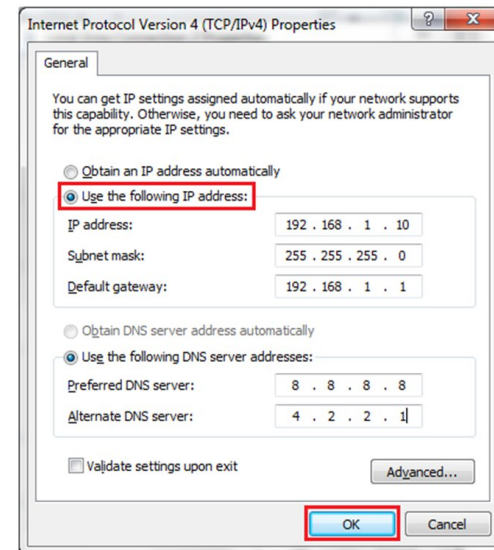 Internet Protocol Version 4 (TCP/IPv4) Properties
General
You can get IP settings assigned automatically if your network supports
this capability. Otherwise, you need to ask your network administrator
for the appropriate IP settings.
Obtain an IP address automatically
Use the following IP address:
IP address: 192 . 168 . 1 . 10
Subnet mask: 255 . 255 . 255 . 0
Default gateway: 192 . 168 . 1 . 1
Obtain DNS server address automatically
Use the following DNS server addresses:
Preferred DNS server: 8 . 8 . 8 . 8
Alternate DNS server: 4 . 2 . 2 . 1
Validate settings upon exit
Advanced...
OK Cancel